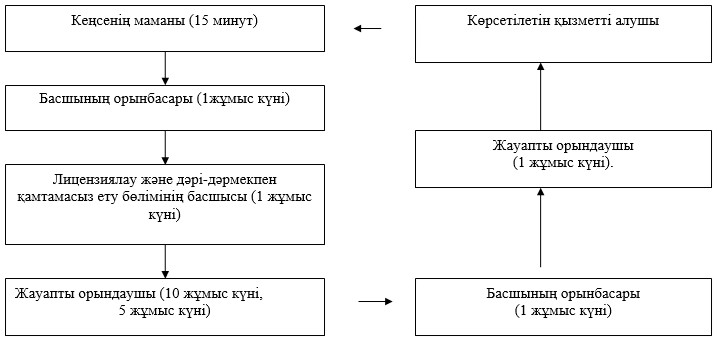 Кеңсенің маманы (15 минут)
Көрсетілетін қызметті алушы
Басшының орынбасары (1жұмыс күні)
Жауапты орындаушы
(1 жұмыс күні).
Лицензиялау және дәрі-дәрмекпен
қамтамасыз ету бөлімінің басшысы (1 жұмыс
күні)
Жауапты орындаушы (10 жұмыс күні,
5 жұмыс күні)
Басшының орынбасары
(1 жұмыс күні)